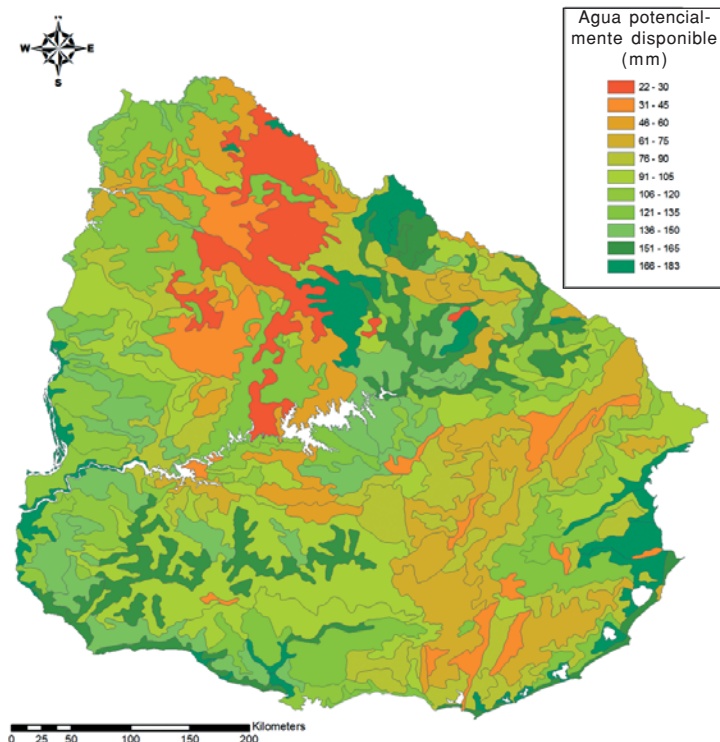 N
W E
S
Agua potencial-
mente disponible
(mm)
22 - 30
31 - 45
46 - 60
61 - 75
76 - 90
91 - 105
106 - 120
121 - 135
136 - 150
151 - 165
166 - 183
Kilometers
0 25 50 100 150 200